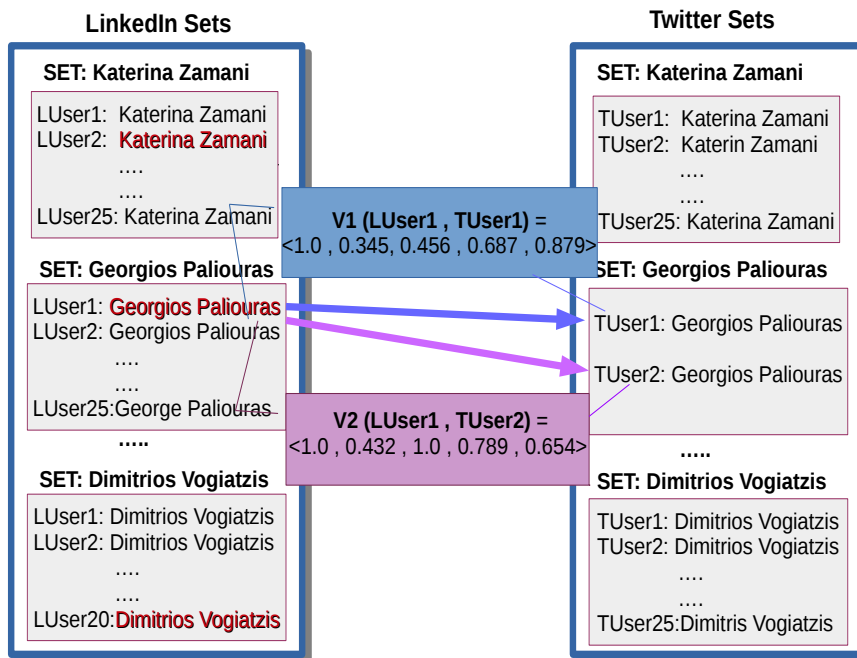 LinkedIn Sets
SET: Katerina Zamani
LUser1: Katerina Zamani
LUser2: Katerina Zamani
....
....
LUser25: Katerina Zamani
SET: Georgios Paliouras
LUser1: Georgios Paliouras
LUser2: Georgios Paliouras
....
....
LUser25:George Paliouras
.....
SET: Dimitrios Vogiatzis
LUser1: Dimitrios Vogiatzis
LUser2: Dimitrios Vogiatzis
....
....
LUser20:Dimitrios Vogiatzis
V1 (LUser1 , TUser1) =
<1.0 , 0.345, 0.456 , 0.687 , 0.879>
V2 (LUser1 , TUser2) =
<1.0 , 0.432 , 1.0 , 0.789 , 0.654>
Twitter Sets
SET: Katerina Zamani
TUser1: Katerina Zamani
TUser2: Katerin Zamani
....
....
TUser25: Katerina Zamani
SET: Georgios Paliouras
TUser1: Georgios Paliouras
TUser2: Georgios Paliouras
.....
SET: Dimitrios Vogiatzis
TUser1: Dimitrios Vogiatzis
TUser2: Dimitrios Vogiatzis
....
....
TUser25:Dimitris Vogiatzis